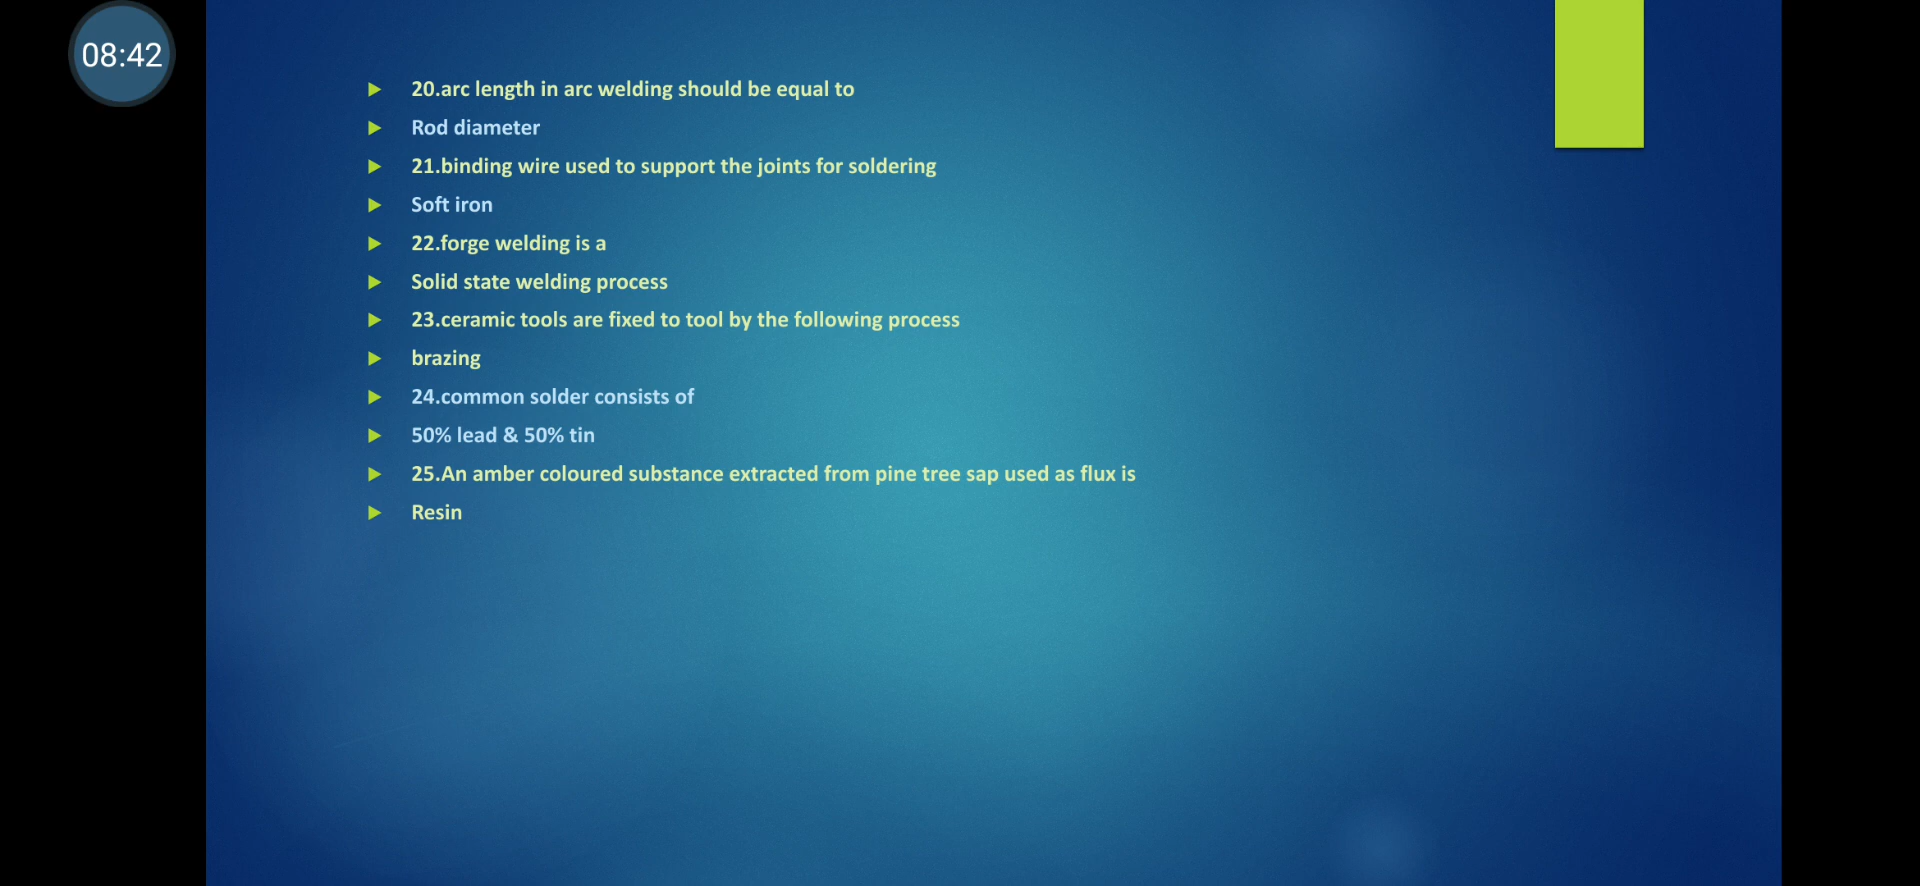 08:42
20.arc length in arc welding should be equal to
Rod diameter
21.binding wire used to support the joints for soldering
Soft iron
22.forge welding is a
Solid state welding process
23.ceramic tools are fixed to tool by the following process
brazing
24.common solder consists of
50% lead & 50% tin
25.An amber coloured substance extracted from pine tree sap used as flux is
Resin